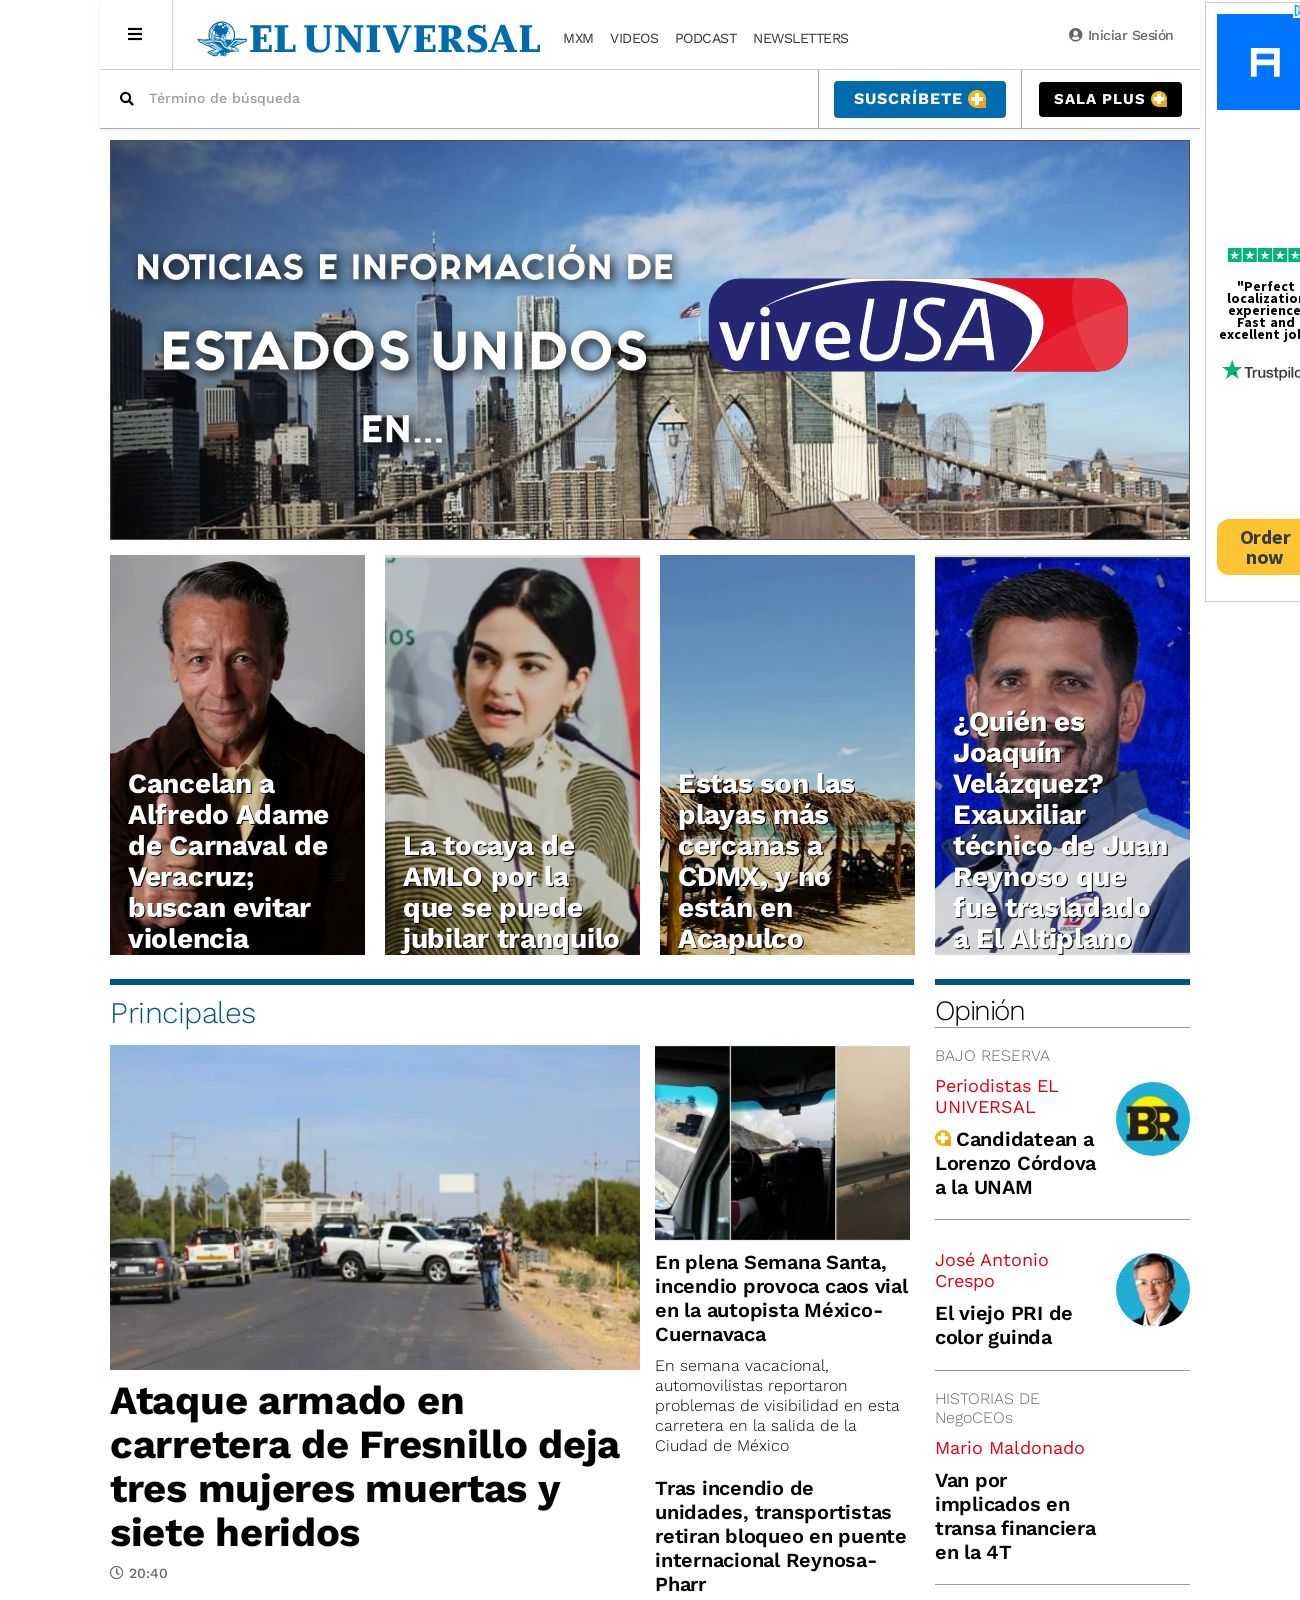 EL UNIVERSAL
MXM VIDEOS PODCAST NEWSLETTERS
Iniciar Sesión
Término de búsqueda
SUSCRÍBETE
SALA PLUS
NOTICIAS E INFORMACIÓN DE
ESTADOS UNIDOS
EN...
viveUSA
"Perfect
experience
Fast and
excellent
Order
now
Cancelan a
Alfredo Adame
de Carnaval de
Veracruz;
buscan evitar
violencia
La tocaya de
AMLO por la
que se puede
jubilar tranquilo
Estas son las
playas más
cercanas a
CDMX, y no
están en
Acapulco
¿Quién es
Joaquín
Velázquez?
Exauxiliar
técnico de Juan
Reynoso que
fue trasladado
a El Altiplano
Principales
Ataque armado en
carretera de Fresnillo deja
tres mujeres muertas y
siete heridos
20:40
En plena Semana Santa,
incendio provoca caos vial
en la autopista México-
Cuernavaca
En semana vacacional,
automovilistas reportaron
problemas de visibilidad en esta
carretera en la salida de la
Ciudad de México
Tras incendio de
unidades, transportistas
retiran bloqueo en puente
internacional Reynosa-
Pharr
Opinión
BAJO RESERVA
Periodistas EL
UNIVERSAL
BR
Candidatean a
Lorenzo Córdova
a la UNAM
José Antonio
Crespo
El viejo PRI de
color guinda
HISTORIAS DE
NegoCEOs
Mario Maldonado
Van por
implicados en
transa financiera
en la 4T